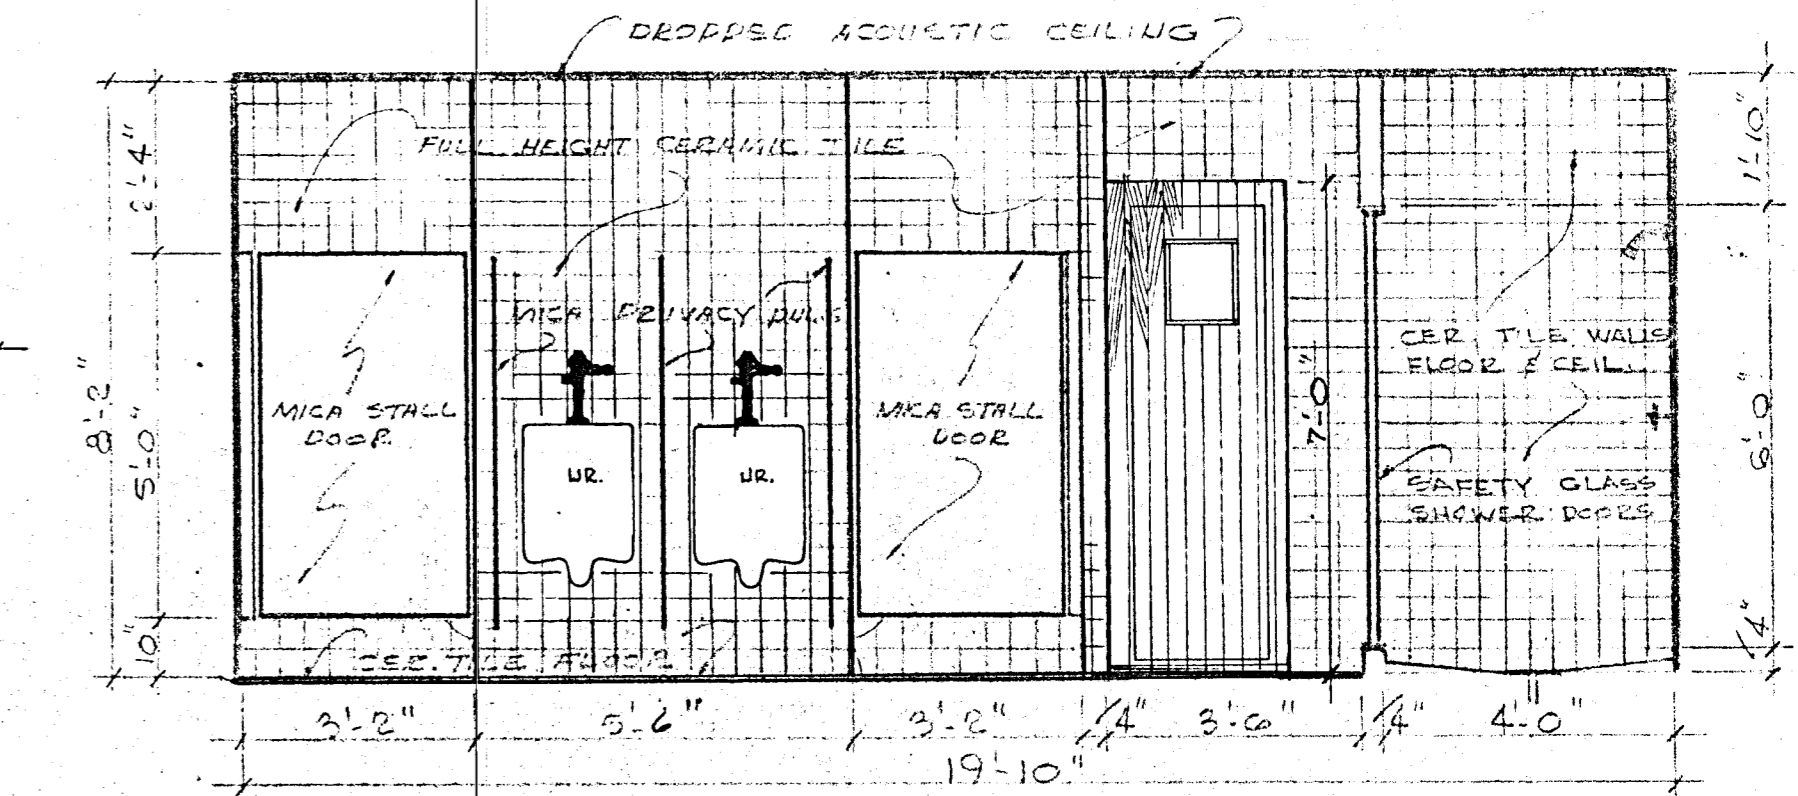 DROPPED ACOUSTIC CEILING
FULL HEIGHT CERAMIC TILE
MICA PRIVACY
MICA STALL
DOOR
UR.
UR.
MICA STALL
DOOR
CER. TILE WALLS
FLOOR & CEIL.
SAFETY GLASS
SHOWER DOORS
CER. TILE FLOOR
2'-4"
8'-2"
5'-0"
10"
7'-0"
1'-10"
6'-0"
4"
3'-2"
5'-6"
3'-2"
4"
3'-6"
4"
4'-0"
19'-10"